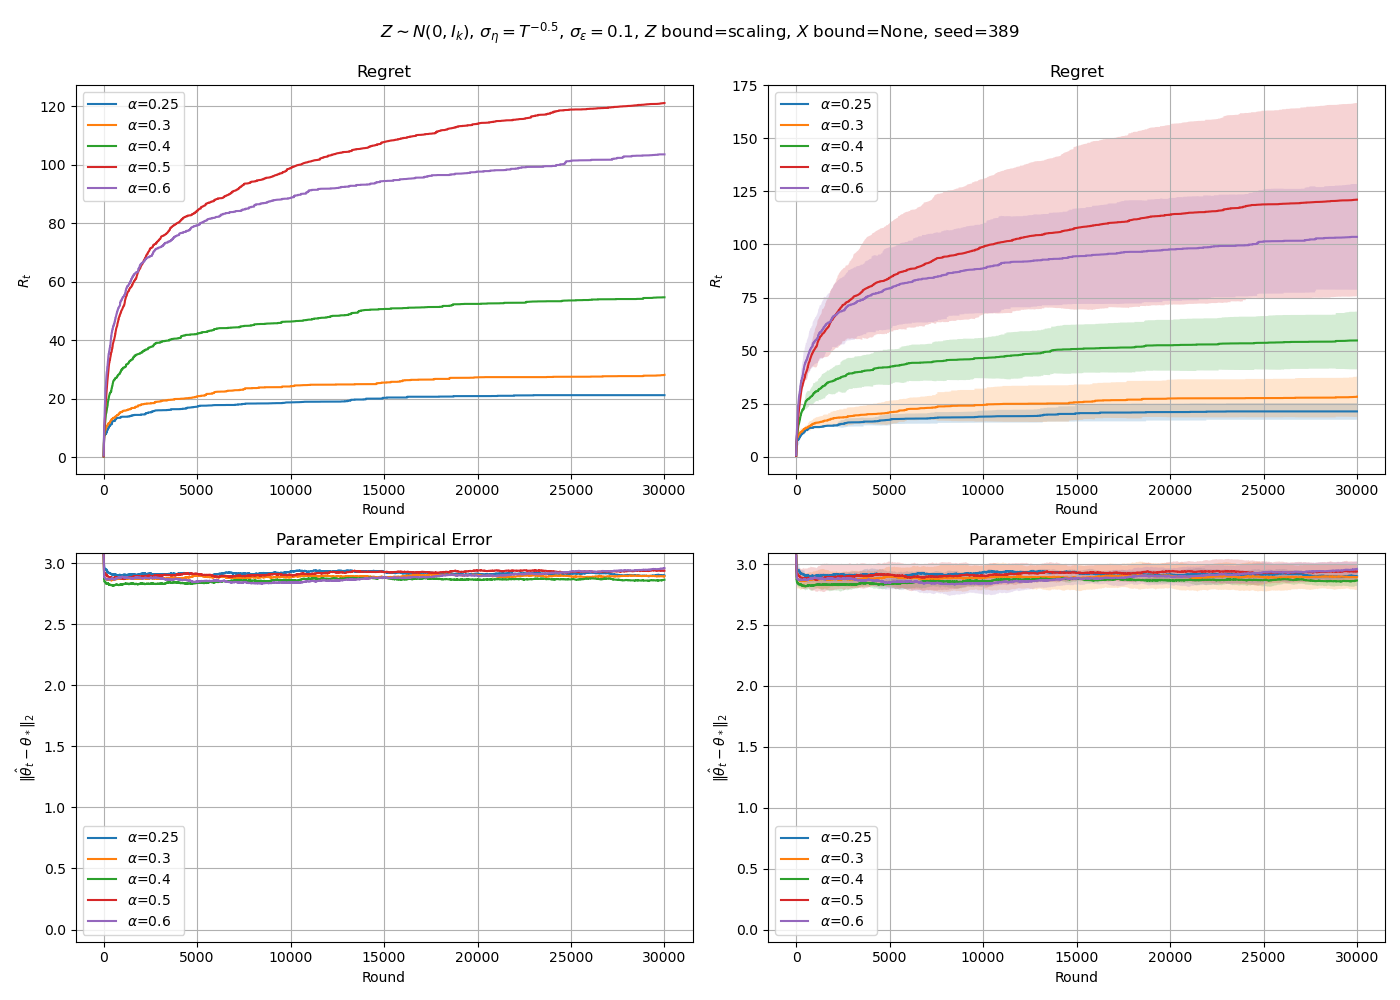 Z ~ N(0, I_k), σ_η = T^{-0.5}, σ_ε = 0.1, Z bound=scaling, X bound=None, seed=389
Regret
R_t
120
100
80
60
40
20
0
α=0.25
α=0.3
α=0.4
α=0.5
α=0.6
0 5000 10000 15000 20000 25000 30000
Round
Regret
R_t
175
150
125
100
75
50
25
0
α=0.25
α=0.3
α=0.4
α=0.5
α=0.6
0 5000 10000 15000 20000 25000 30000
Round
Parameter Empirical Error
‖θ̂_t − θ_*‖_2
3.0
2.5
2.0
1.5
1.0
0.5
0.0
α=0.25
α=0.3
α=0.4
α=0.5
α=0.6
0 5000 10000 15000 20000 25000 30000
Round
Parameter Empirical Error
‖θ̂_t − θ_*‖_2
3.0
2.5
2.0
1.5
1.0
0.5
0.0
α=0.25
α=0.3
α=0.4
α=0.5
α=0.6
0 5000 10000 15000 20000 25000 30000
Round